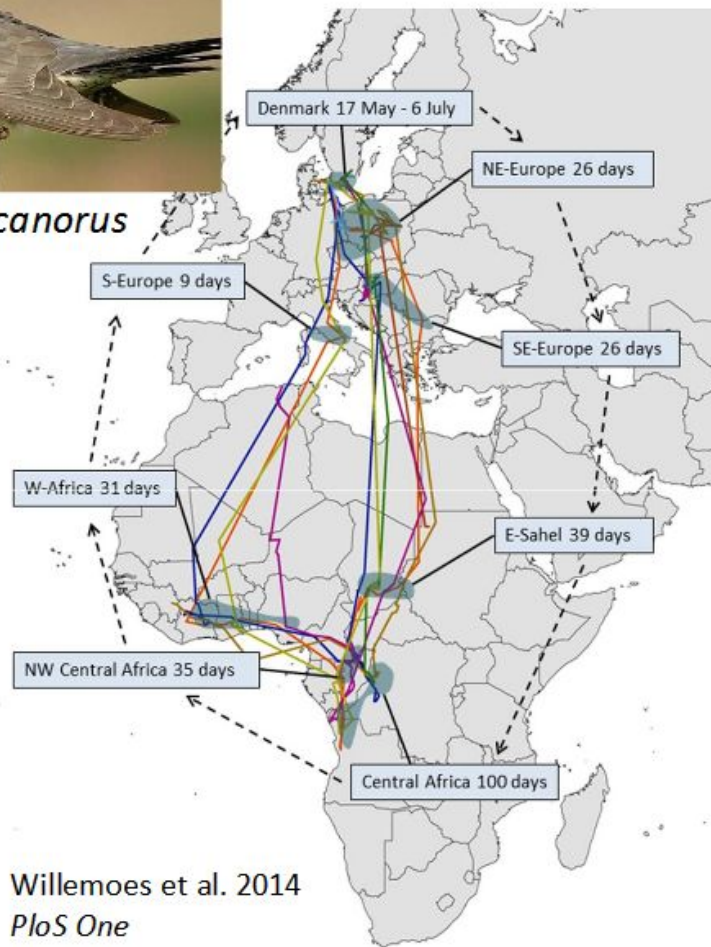 Denmark 17 May - 6 July
NE-Europe 26 days
canorus
S-Europe 9 days
SE-Europe 26 days
W-Africa 31 days
E-Sahel 39 days
NW Central Africa 35 days
Central Africa 100 days
Willemoes et al. 2014
PloS One